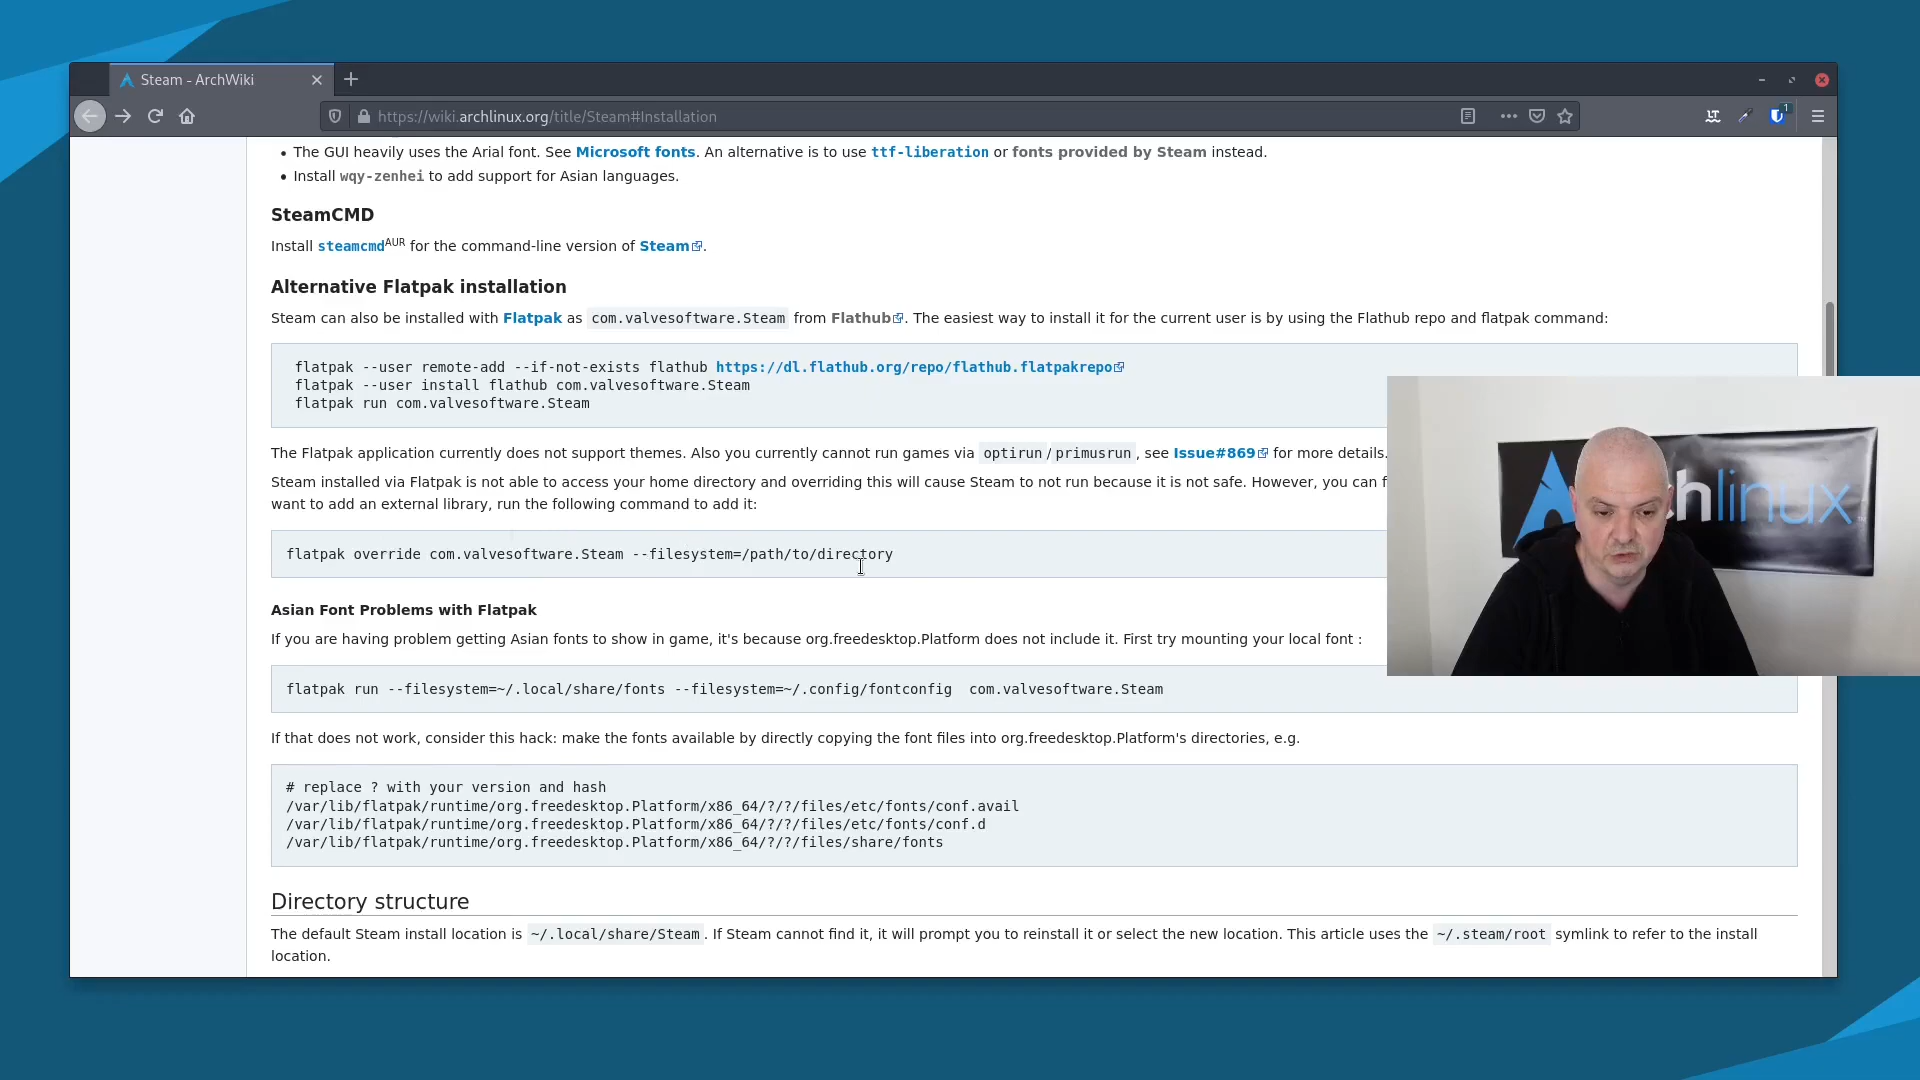 Steam - ArchWiki
https://wiki.archlinux.org/title/Steam#Installation
1
• The GUI heavily uses the Arial font. See Microsoft fonts. An alternative is to use ttf-liberation or fonts provided by Steam instead.
• Install wqy-zenhei to add support for Asian languages.
SteamCMD
Install steamcmdAUR for the command-line version of Steam.
Alternative Flatpak installation
Steam can also be installed with Flatpak as com.valvesoftware.Steam from Flathub. The easiest way to install it for the current user is by using the Flathub repo and flatpak command:
flatpak --user remote-add --if-not-exists flathub https://dl.flathub.org/repo/flathub.flatpakrepo
flatpak --user install flathub com.valvesoftware.Steam
flatpak run com.valvesoftware.Steam
The Flatpak application currently does not support themes. Also you currently cannot run games via optirun/primusrun, see Issue#869 for more details.
Steam installed via Flatpak is not able to access your home directory and overriding this will cause Steam to not run because it is not safe. However, you can f
want to add an external library, run the following command to add it:
flatpak override com.valvesoftware.Steam --filesystem=/path/to/directory
Asian Font Problems with Flatpak
If you are having problem getting Asian fonts to show in game, it's because org.freedesktop.Platform does not include it. First try mounting your local font :
flatpak run --filesystem=~/.local/share/fonts --filesystem=~/.config/fontconfig  com.valvesoftware.Steam
If that does not work, consider this hack: make the fonts available by directly copying the font files into org.freedesktop.Platform's directories, e.g.
# replace ? with your version and hash
/var/lib/flatpak/runtime/org.freedesktop.Platform/x86_64/?/?/files/etc/fonts/conf.avail
/var/lib/flatpak/runtime/org.freedesktop.Platform/x86_64/?/?/files/etc/fonts/conf.d
/var/lib/flatpak/runtime/org.freedesktop.Platform/x86_64/?/?/files/share/fonts
Directory structure
The default Steam install location is ~/.local/share/Steam. If Steam cannot find it, it will prompt you to reinstall it or select the new location. This article uses the ~/.steam/root symlink to refer to the install
location.
ch linux